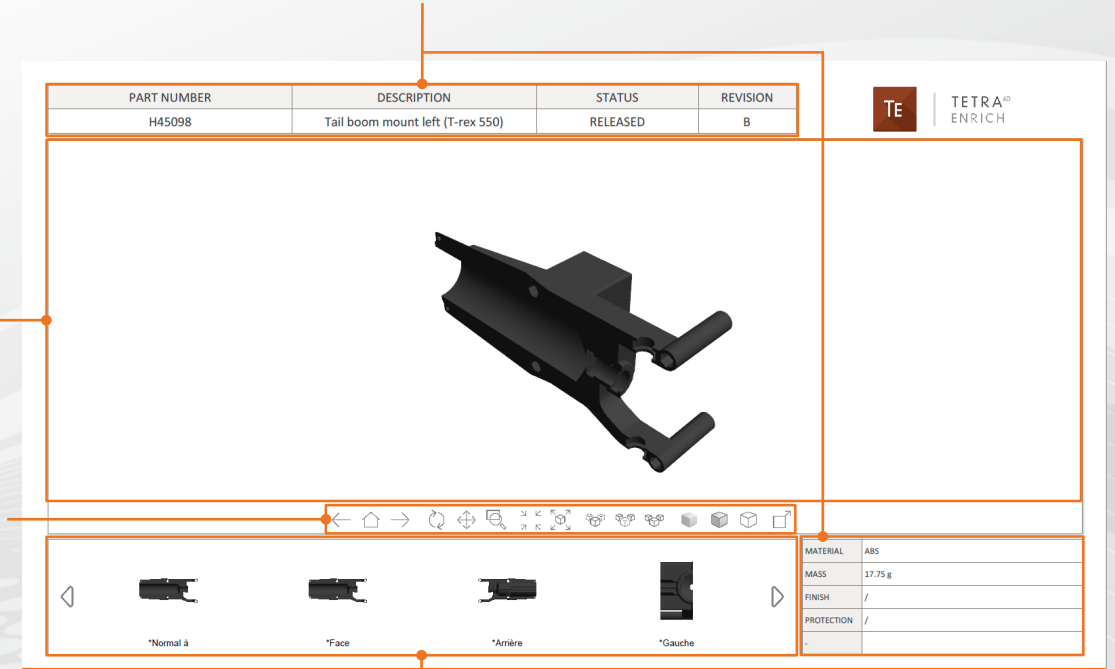 PART NUMBER DESCRIPTION STATUS REVISION
H45098 Tail boom mount left (T-rex 550) RELEASED B
TE TETRA4D
ENRICH
*Normal à *Face *Arrière *Gauche
MATERIAL ABS
MASS 17.75 g
FINISH /
PROTECTION /
-